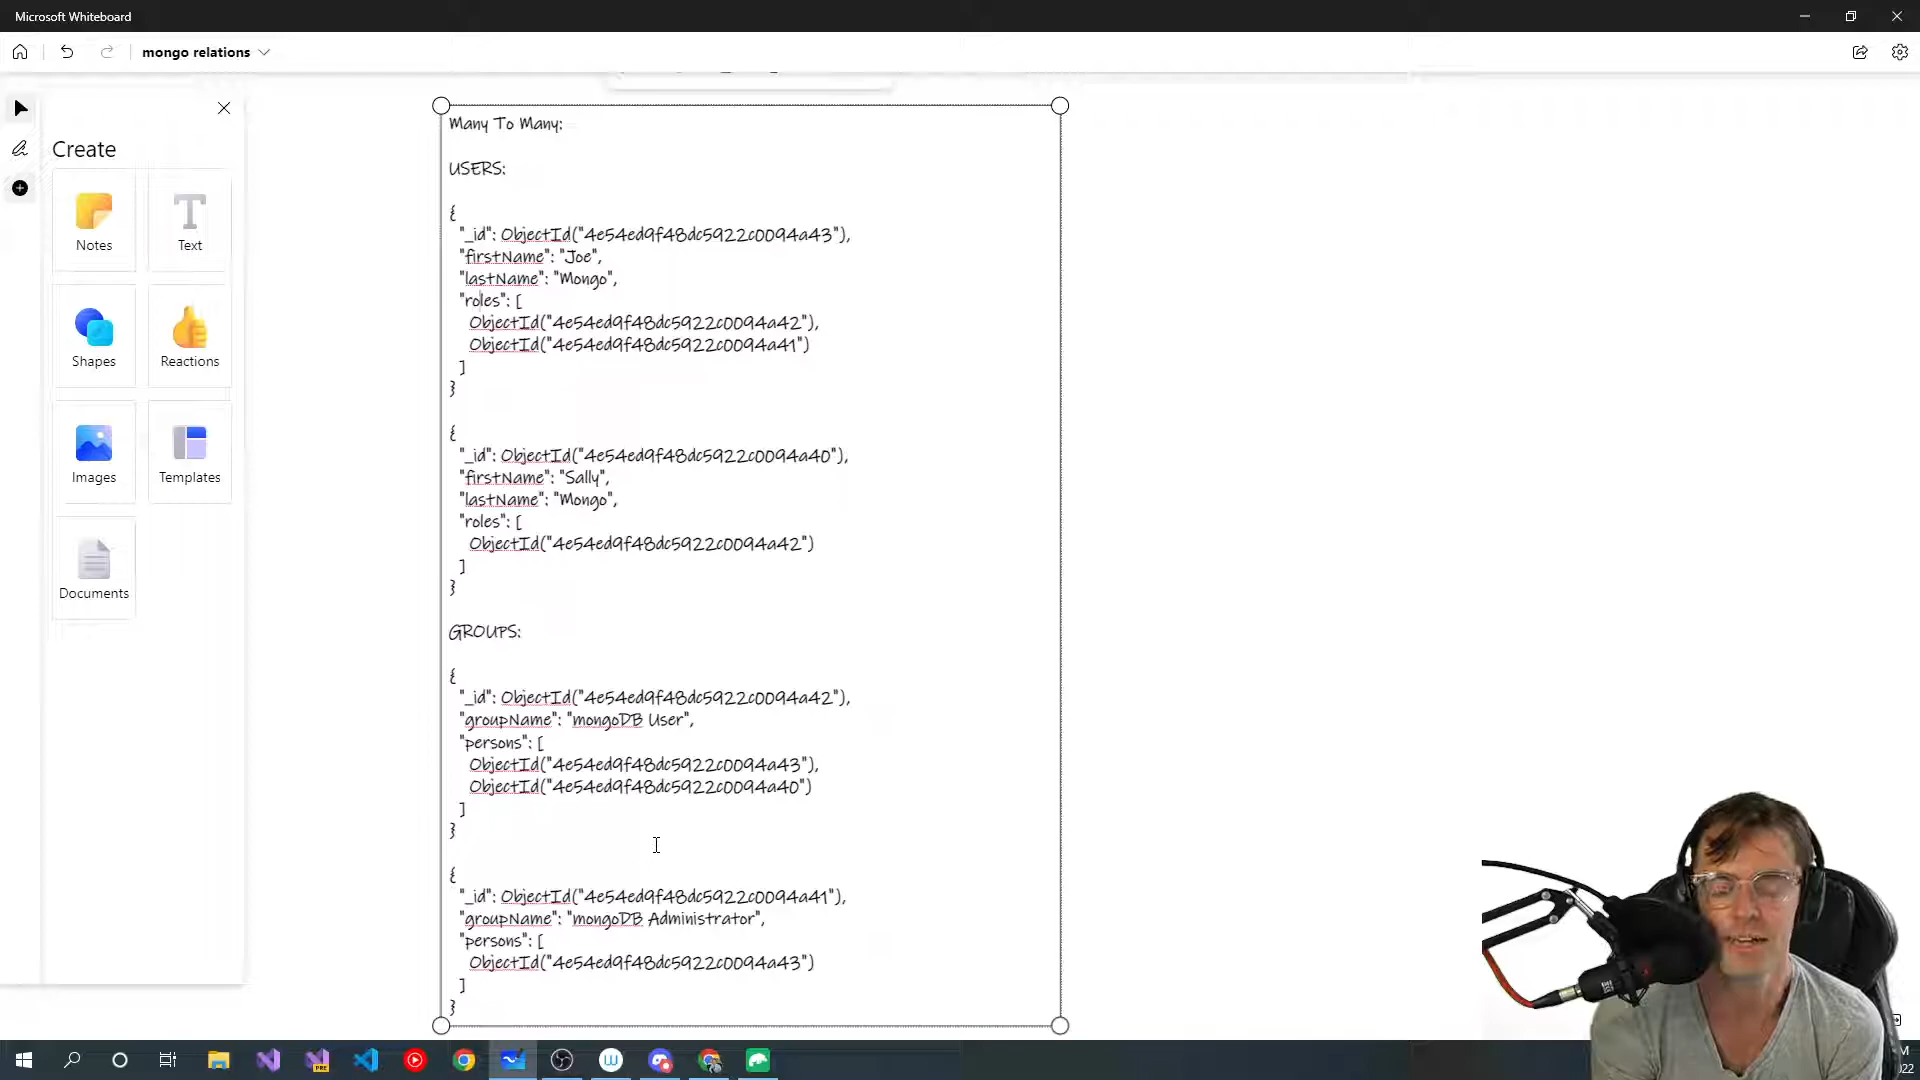 Microsoft Whiteboard
mongo relations
Create
Notes
Text
Shapes
Reactions
Images
Templates
Documents
Many To Many:
USERS:
{
"_id": ObjectId("4e54ed9f48dc5922c0094a43"),
"firstName": "Joe",
"lastName": "Mongo",
"roles": [
ObjectId("4e54ed9f48dc5922c0094a42"),
ObjectId("4e54ed9f48dc5922c0094a41")
]
}
{
"_id": ObjectId("4e54ed9f48dc5922c0094a40"),
"firstName": "Sally",
"lastName": "Mongo",
"roles": [
ObjectId("4e54ed9f48dc5922c0094a42")
]
}
GROUPS:
{
"_id": ObjectId("4e54ed9f48dc5922c0094a42"),
"groupName": "mongoDB User",
"persons": [
ObjectId("4e54ed9f48dc5922c0094a43"),
ObjectId("4e54ed9f48dc5922c0094a40")
]
}
{
"_id": ObjectId("4e54ed9f48dc5922c0094a41"),
"groupName": "mongoDB Administrator",
"persons": [
ObjectId("4e54ed9f48dc5922c0094a43")
]
}